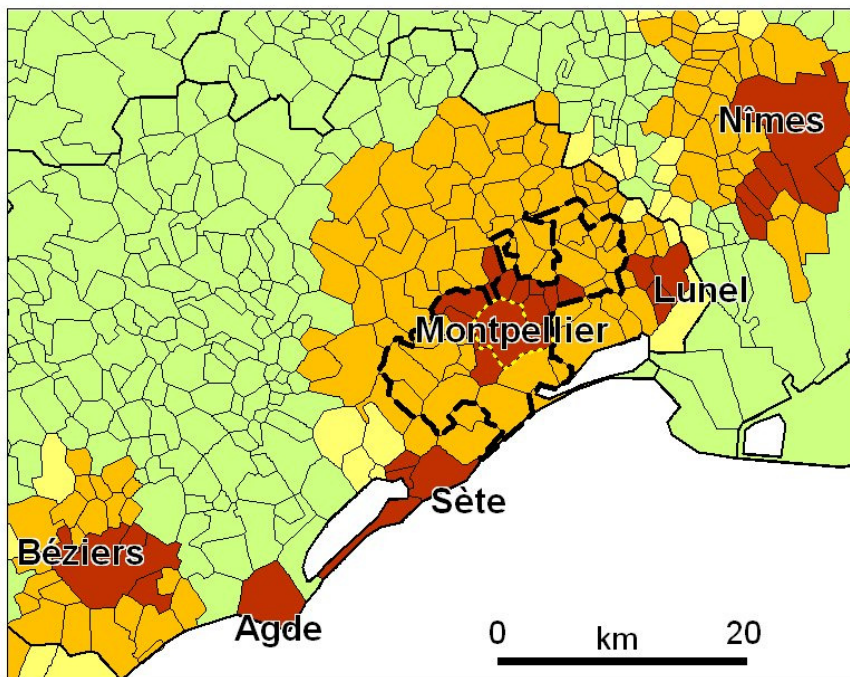 Nîmes
Lunel
Montpellier
Sète
Béziers
Agde
0 km 20